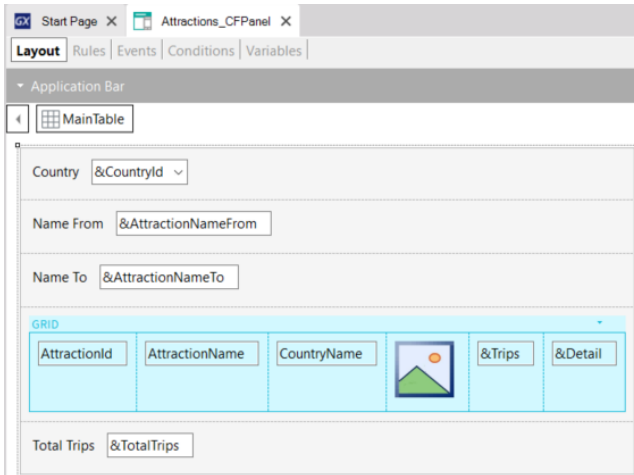 GX Start Page X Attractions_CFPanel X
Layout Rules Events Conditions Variables
Application Bar
MainTable
Country &CountryId
Name From &AttractionNameFrom
Name To &AttractionNameTo
GRID
AttractionId AttractionName CountryName &Trips &Detail
Total Trips &TotalTrips